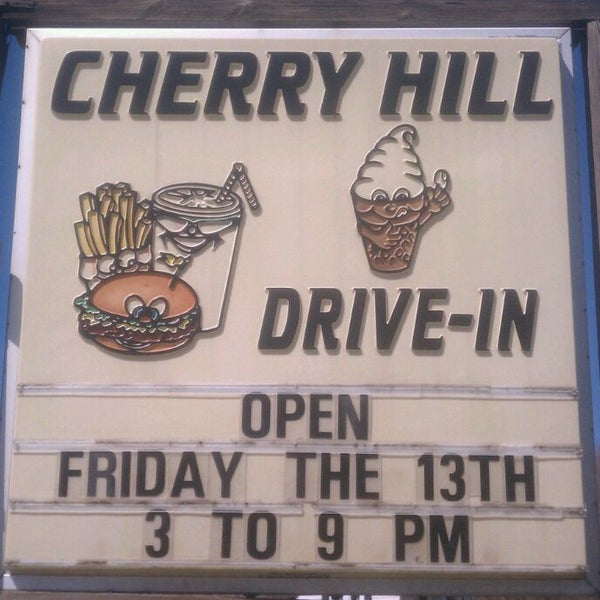 CHERRY HILL
DRIVE-IN
OPEN
FRIDAY THE 13TH
3 TO 9 PM